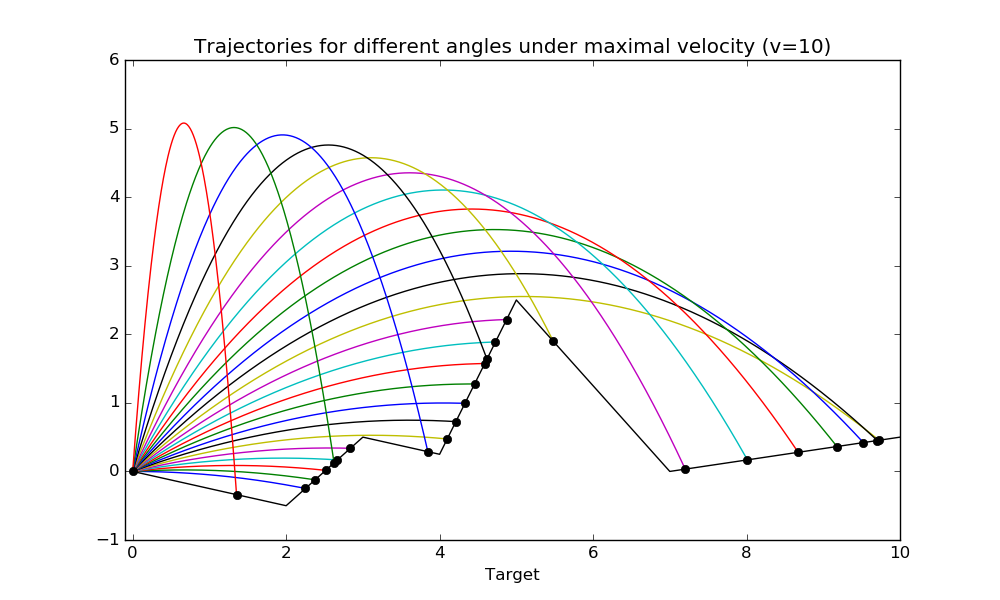 Trajectories for different angles under maximal velocity (v=10)
6
5
4
3
2
1
0
−1
0 2 4 6 8 10
Target